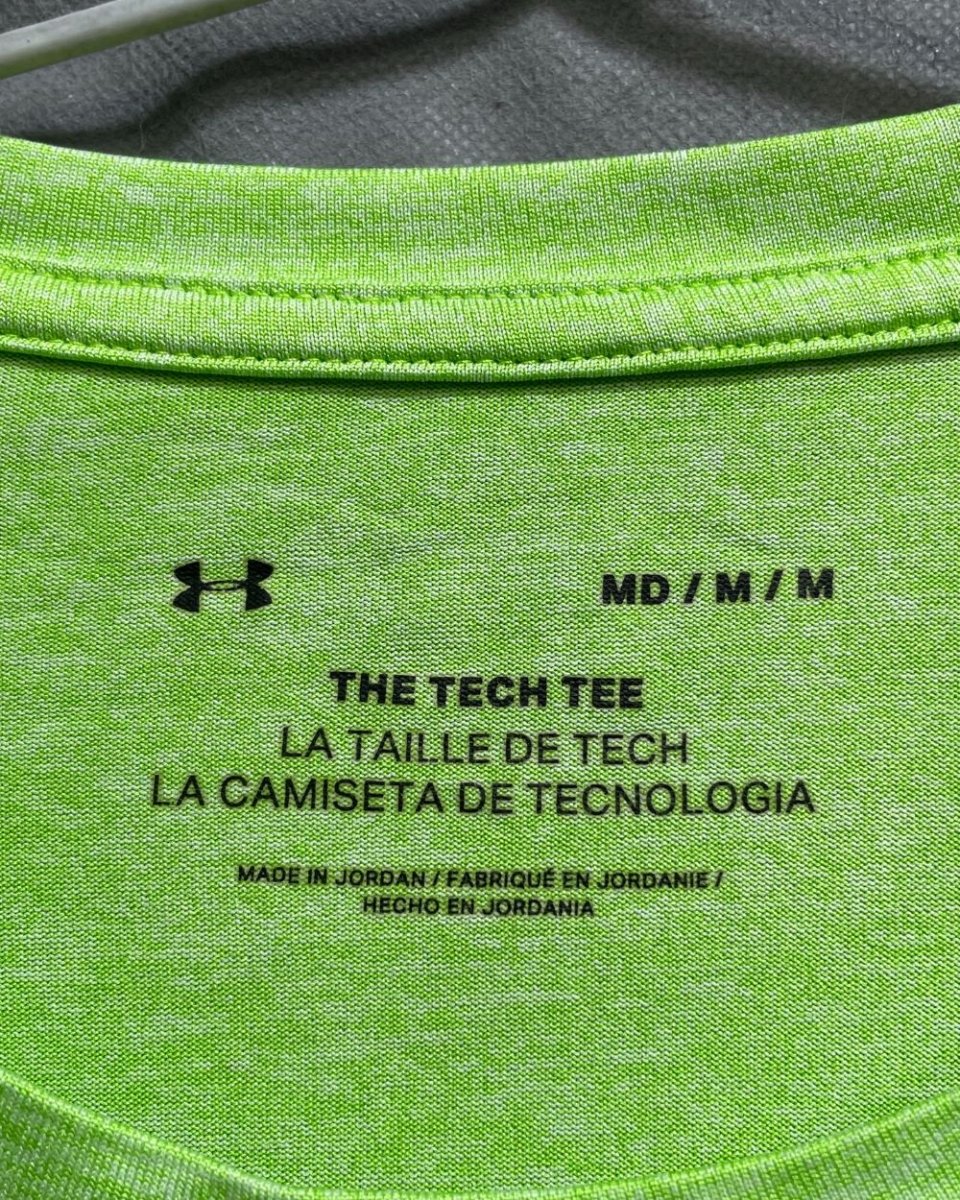 MD / M / M
THE TECH TEE
LA TAILLE DE TECH
LA CAMISETA DE TECNOLOGIA
MADE IN JORDAN / FABRIQUÉ EN JORDANIE /
HECHO EN JORDANIA